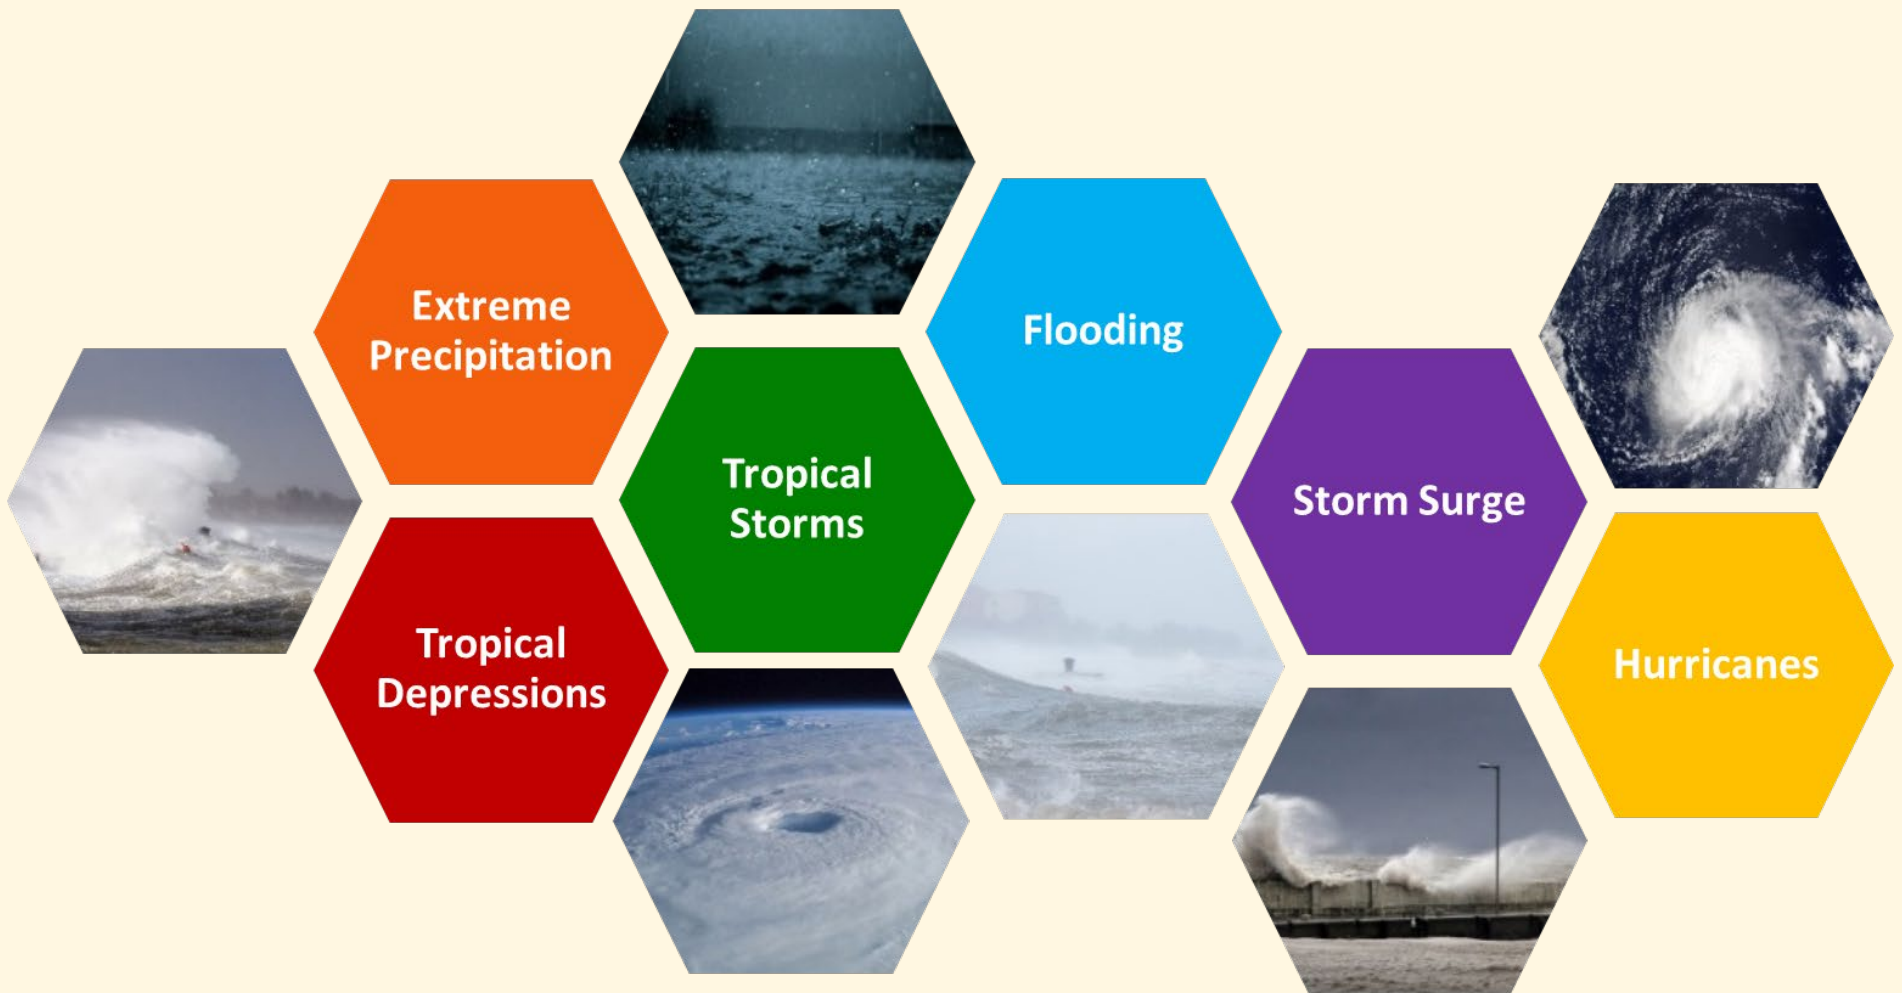 Extreme
Precipitation
Flooding
Tropical
Storms
Storm Surge
Tropical
Depressions
Hurricanes